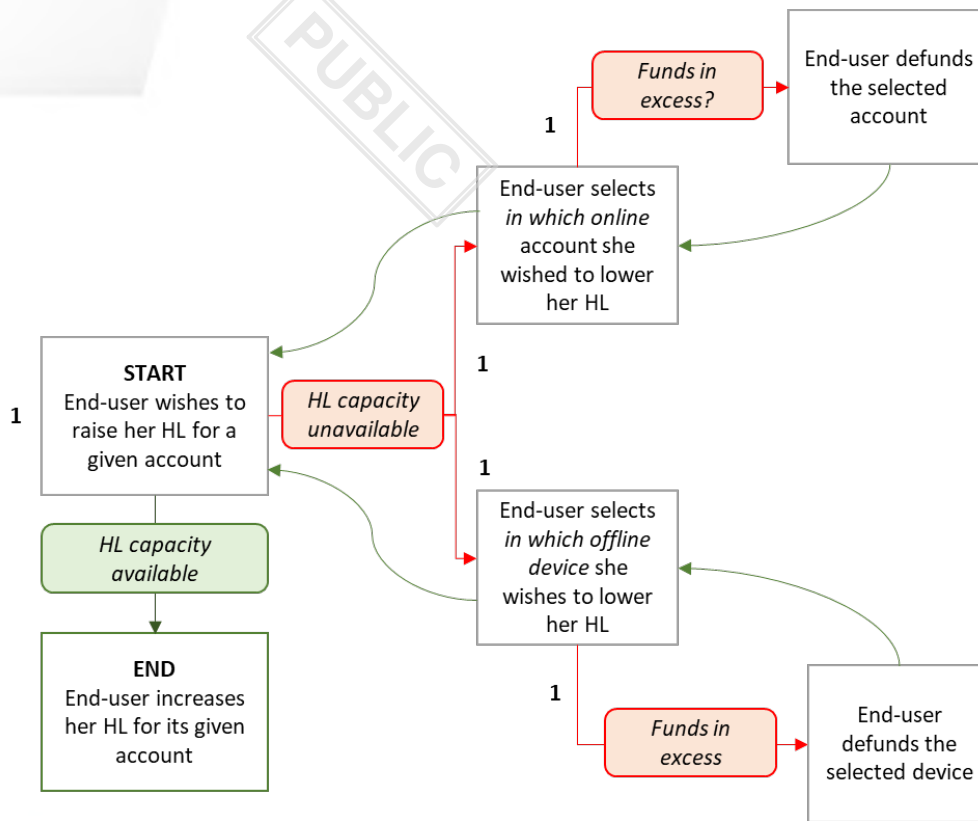 PUBLIC
Funds in
excess?
End-user defunds
the selected
account
1
End-user selects
in which online
account she
wished to lower
her HL
START
End-user wishes to
raise her HL for a
given account
1
HL capacity
unavailable
1
1
End-user selects
in which offline
device she
wishes to lower
her HL
HL capacity
available
END
End-user increases
her HL for its given
account
1
Funds in
excess
End-user
defunds the
selected device